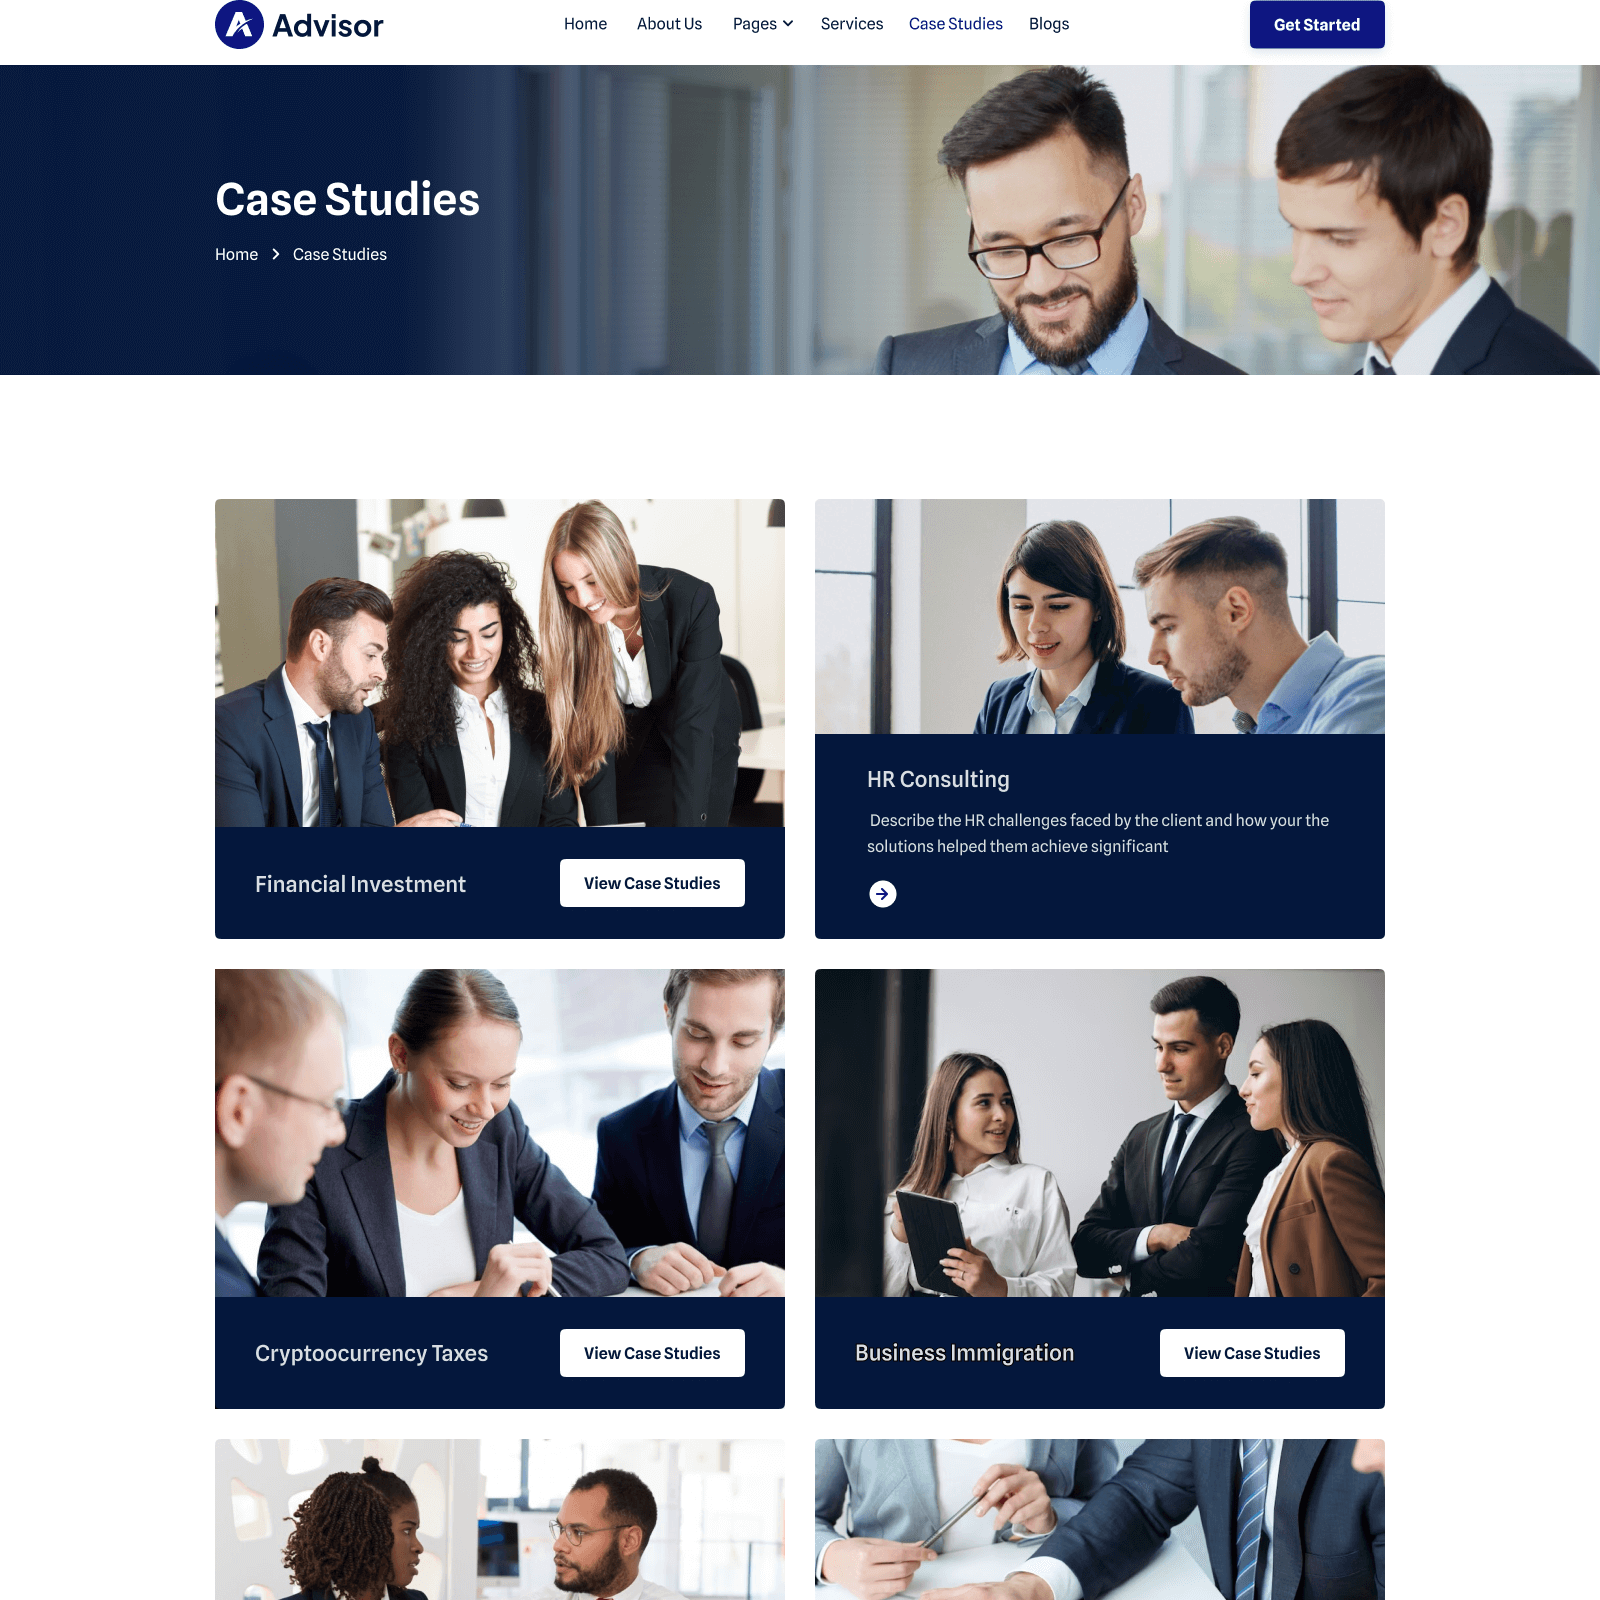 Advisor
Home About Us Pages Services Case Studies Blogs
Get Started
Case Studies
Home Case Studies
Financial Investment
View Case Studies
HR Consulting
Describe the HR challenges faced by the client and how your the
solutions helped them achieve significant
Cryptoocurrency Taxes
View Case Studies
Business Immigration
View Case Studies